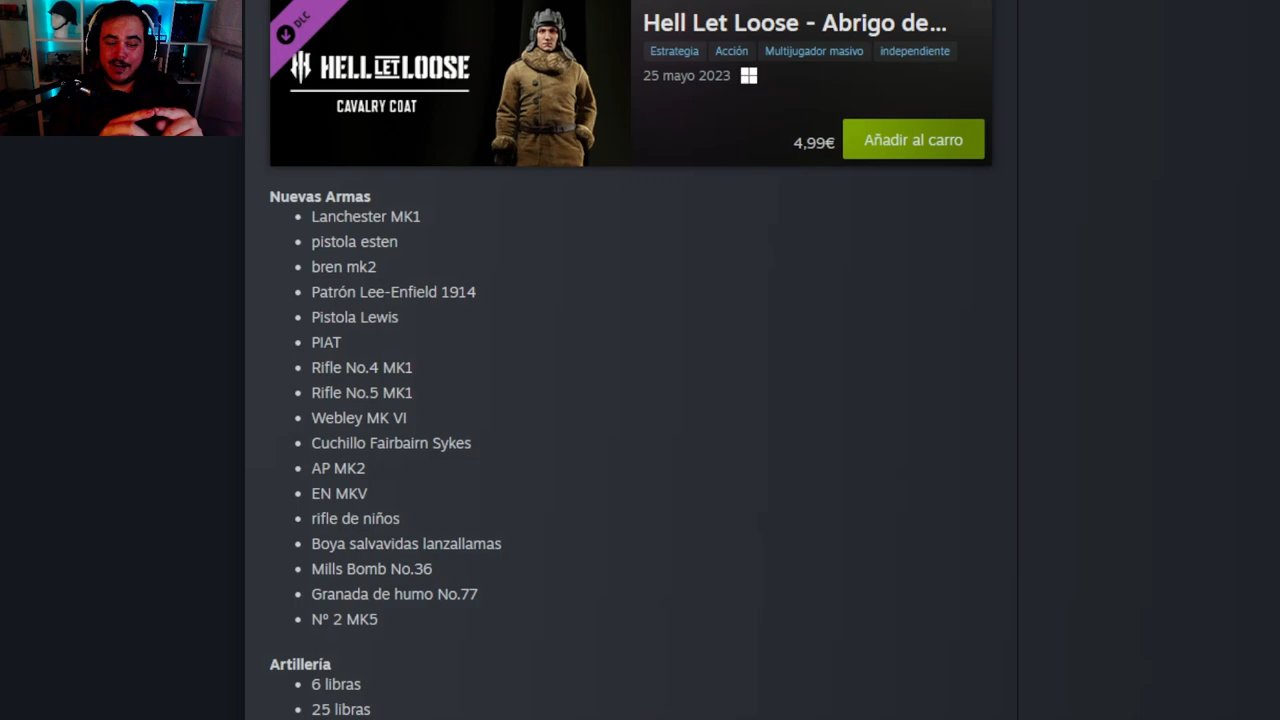 DLC
HELL LET LOOSE
CAVALRY COAT
Hell Let Loose - Abrigo de...
Estrategia Acción Multijugador masivo independiente
25 mayo 2023
4,99€ Añadir al carro
Nuevas Armas
• Lanchester MK1
• pistola esten
• bren mk2
• Patrón Lee-Enfield 1914
• Pistola Lewis
• PIAT
• Rifle No.4 MK1
• Rifle No.5 MK1
• Webley MK VI
• Cuchillo Fairbairn Sykes
• AP MK2
• EN MKV
• rifle de niños
• Boya salvavidas lanzallamas
• Mills Bomb No.36
• Granada de humo No.77
• Nº 2 MK5
Artillería
• 6 libras
• 25 libras